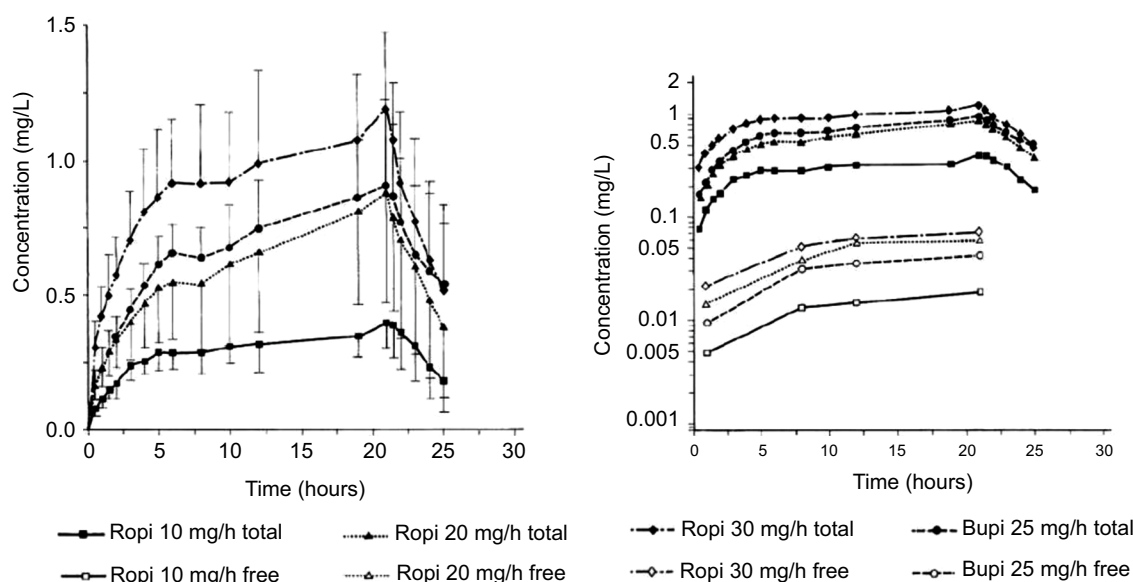 1.5
1.0
0.5
0.0
Concentration (mg/L)
0 5 10 15 20 25 30
Time (hours)
2
1
0.5
0.1
0.05
0.01
0.005
0.001
Concentration (mg/L)
0 5 10 15 20 25 30
Time (hours)
Ropi 10 mg/h total
Ropi 20 mg/h total
Ropi 30 mg/h total
Bupi 25 mg/h total
Ropi 10 mg/h free
Ropi 20 mg/h free
Ropi 30 mg/h free
Bupi 25 mg/h free